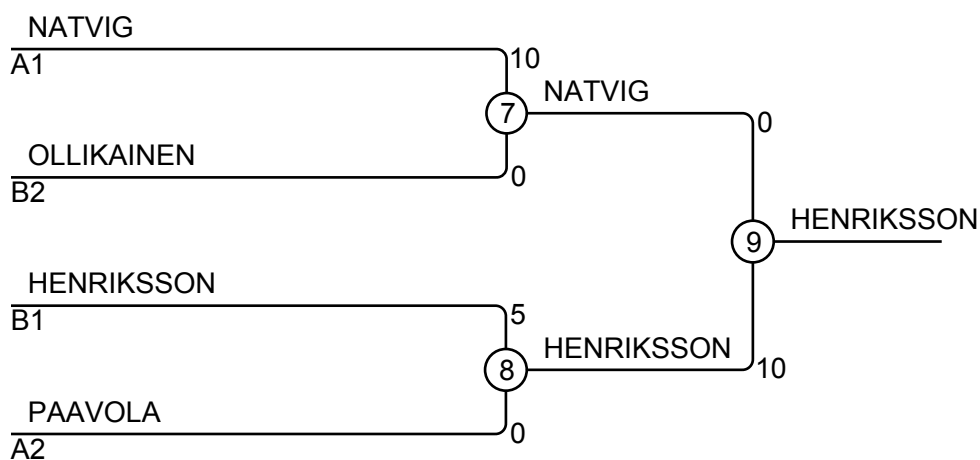 NATVIG
A1
10
7
NATVIG
0
OLLIKAINEN
B2
0
9
HENRIKSSON
HENRIKSSON
B1
5
8
HENRIKSSON
10
PAAVOLA
A2
0